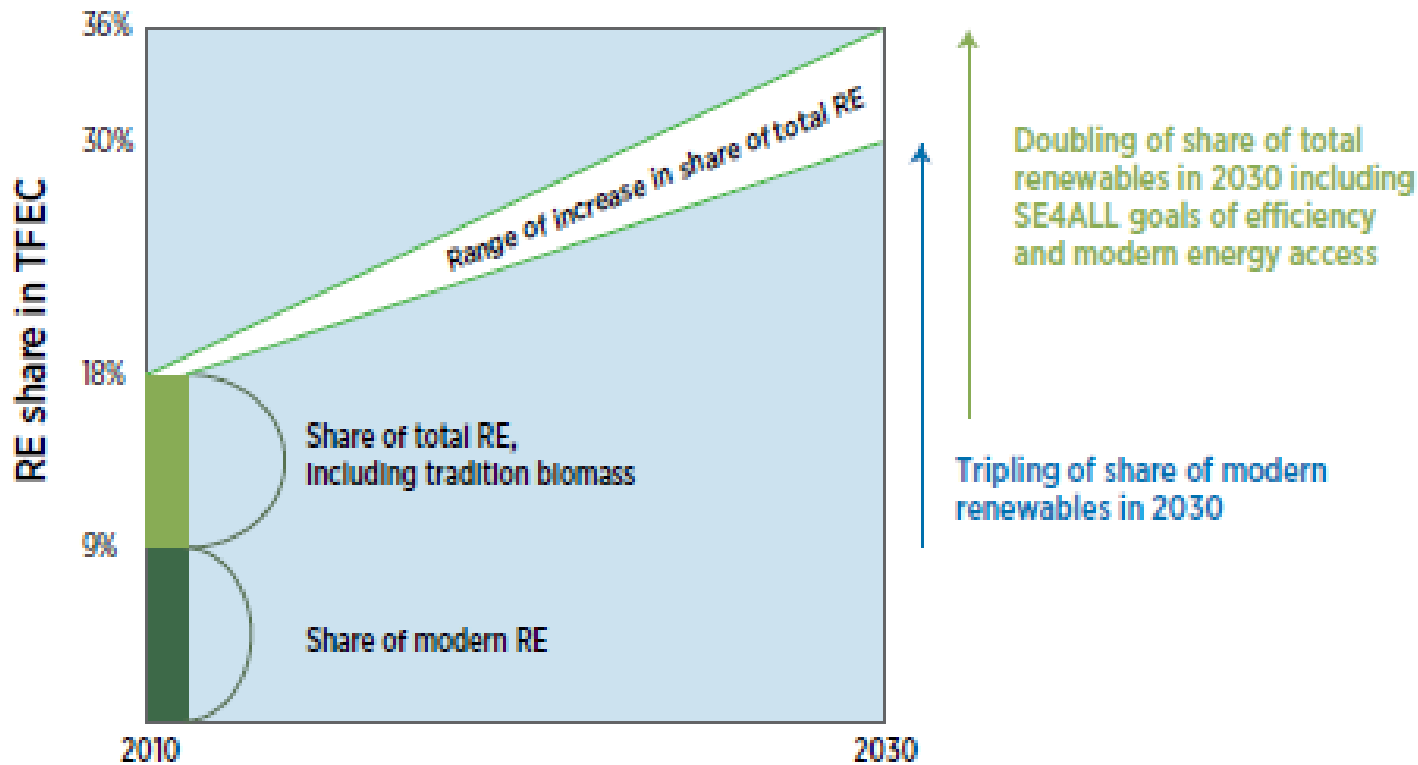 36%
30%
18%
9%
RE share in TFEC
Range of increase in share of total RE
Share of total RE,
including tradition biomass
Share of modern RE
2010
2030
Doubling of share of total
renewables in 2030 including
SE4ALL goals of efficiency
and modern energy access
Tripling of share of modern
renewables in 2030